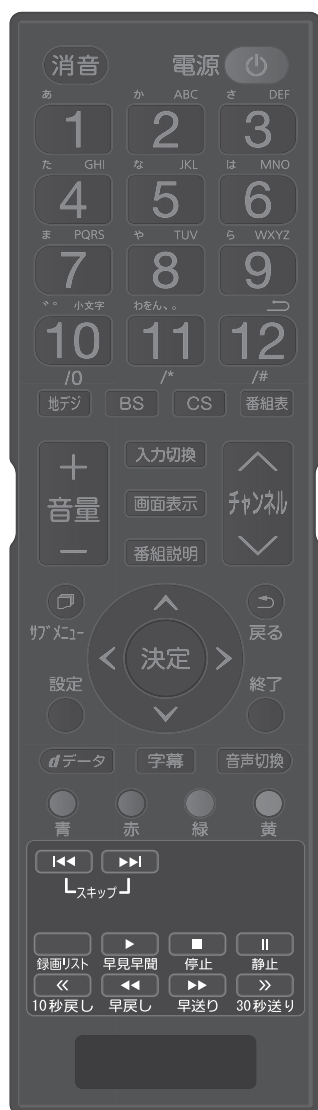 消音 電源
あ か ABC さ DEF
1 2 3
た GHI な JKL は MNO
4 5 6
ま PQRS や TUV ら WXYZ
7 8 9
゛゜ 小文字 わをん、。
10 11 12
/0 /* /#
地デジ BS CS 番組表
+ 入力切換
音量 画面表示 チャンネル
− 番組説明
サブメニュー 戻る
決定
設定 終了
dデータ 字幕 音声切換
青 赤 緑 黄
スキップ
録画リスト 早見早聞 停止 静止
10秒戻し 早戻し 早送り 30秒送り